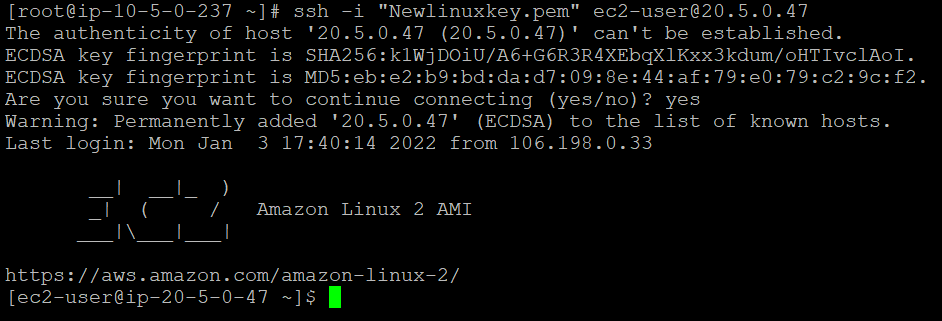 [root@ip-10-5-0-237 ~]# ssh -i "Newlinuxkey.pem" ec2-user@20.5.0.47
The authenticity of host '20.5.0.47 (20.5.0.47)' can't be established.
ECDSA key fingerprint is SHA256:klWjDOiU/A6+G6R3R4XEbqXlKxx3kdum/oHTIvclAoI.
ECDSA key fingerprint is MD5:eb:e2:b9:bd:da:d7:09:8e:44:af:79:e0:79:c2:9c:f2.
Are you sure you want to continue connecting (yes/no)? yes
Warning: Permanently added '20.5.0.47' (ECDSA) to the list of known hosts.
Last login: Mon Jan  3 17:40:14 2022 from 106.198.0.33

       __|  __|_  )
       _|  (     /   Amazon Linux 2 AMI
      ___|\___|___|

https://aws.amazon.com/amazon-linux-2/
[ec2-user@ip-20-5-0-47 ~]$